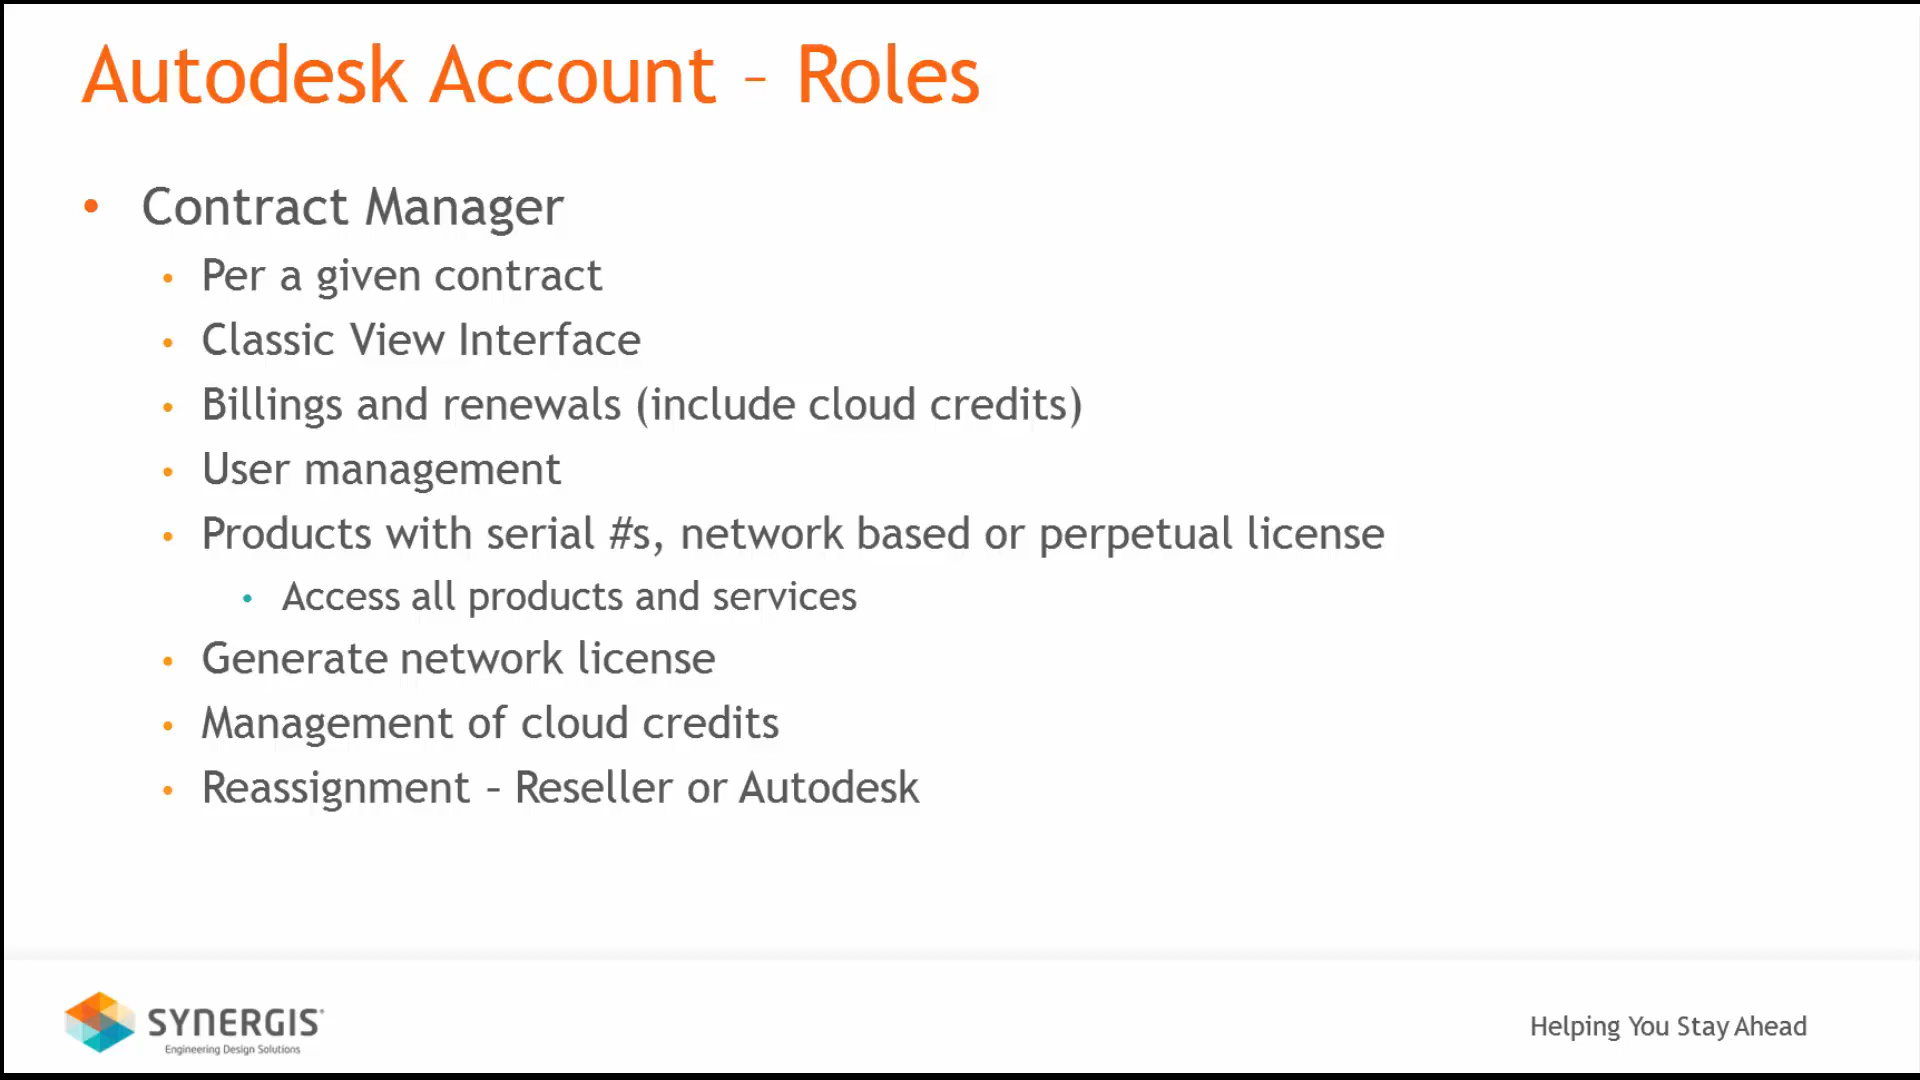 Autodesk Account – Roles
• Contract Manager
• Per a given contract
• Classic View Interface
• Billings and renewals (include cloud credits)
• User management
• Products with serial #s, network based or perpetual license
• Access all products and services
• Generate network license
• Management of cloud credits
• Reassignment – Reseller or Autodesk
SYNERGIS
Engineering Design Solutions
Helping You Stay Ahead